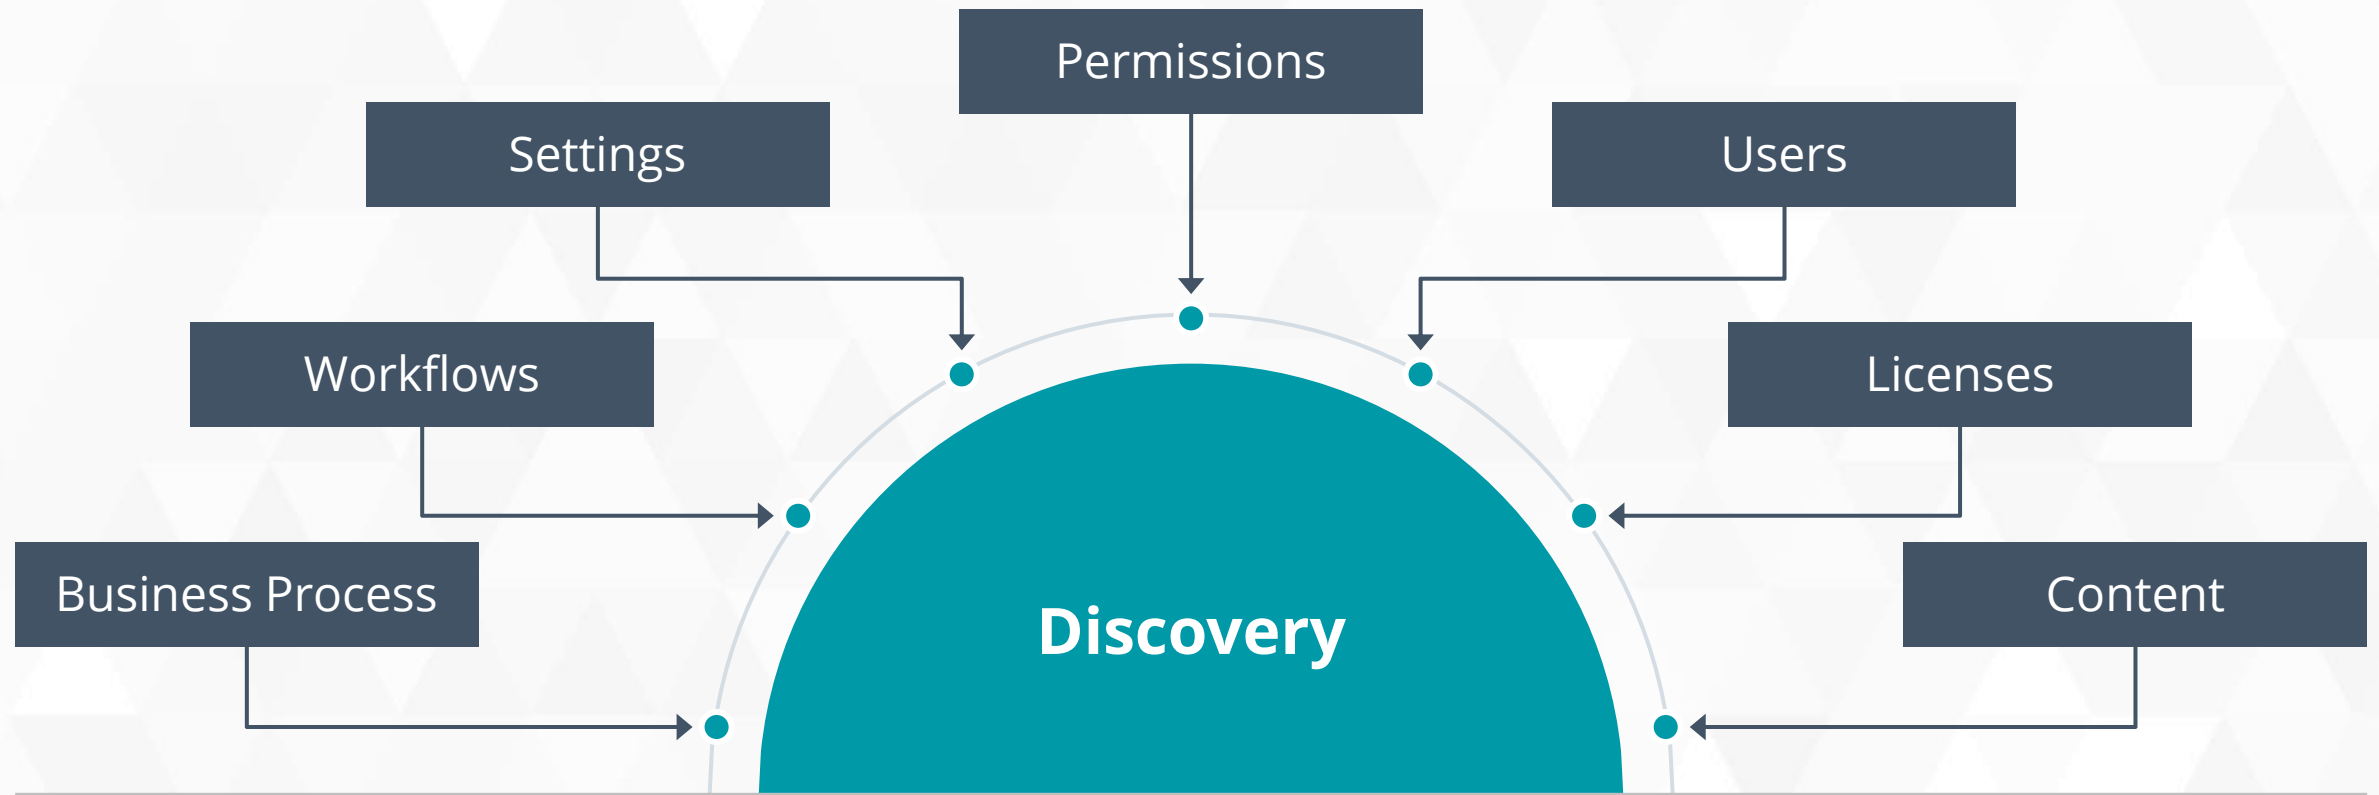 Permissions
Settings
Users
Workflows
Licenses
Business Process
Content
Discovery